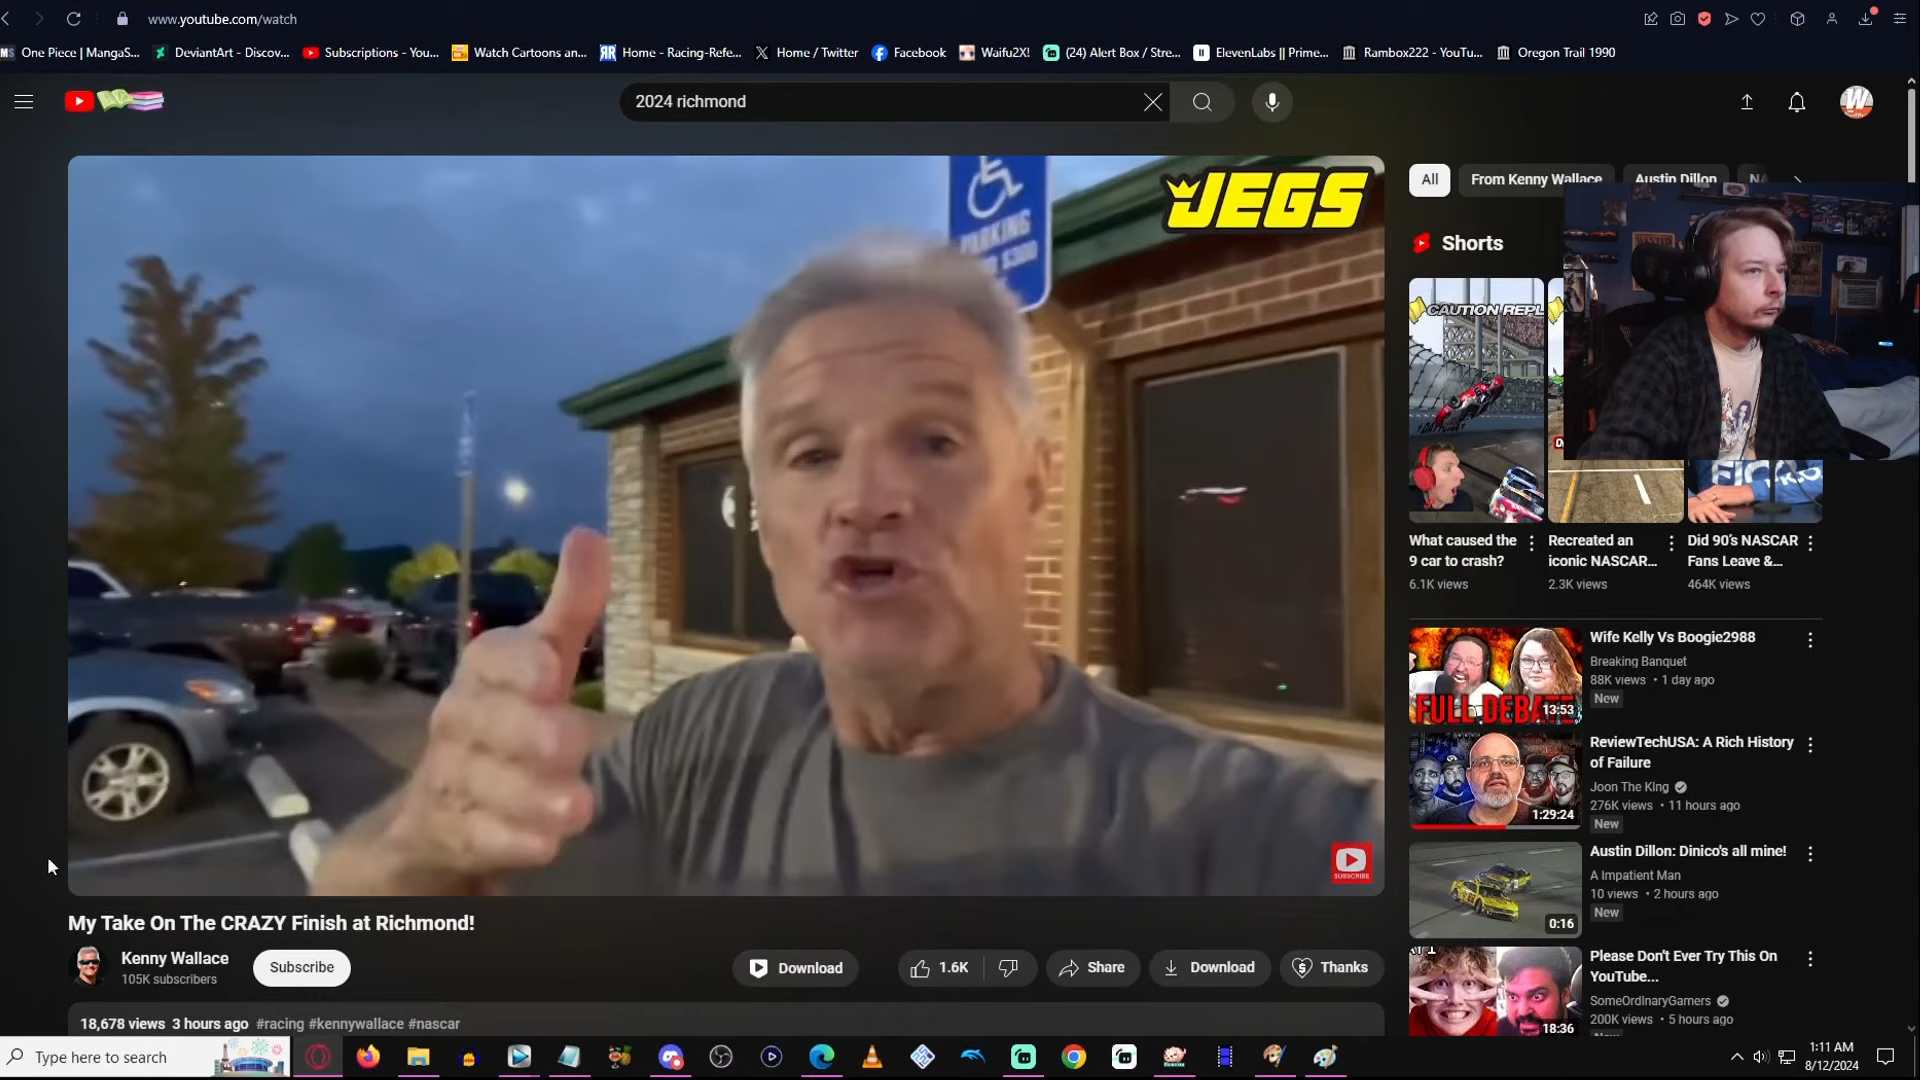 www.youtube.com/watch
One Piece | MangaS...
DeviantArt - Discov...
Subscriptions - You...
Watch Cartoons an...
Home - Racing-Refe...
Home / Twitter
Facebook
Waifu2X!
(24) Alert Box / Stre...
ElevenLabs || Prime...
Rambox222 - YouTu...
Oregon Trail 1990
2024 richmond
W
JEGS
PARKING
All
From Kenny Wallace
Austin Dillon
NA
Shorts
CAUTION REPL
What caused the
9 car to crash?
6.1K views
Recreated an
iconic NASCAR...
2.3K views
Did 90's NASCAR
Fans Leave &...
464K views
FULL DEBATE
13:53
Wife Kelly Vs Boogie2988
Breaking Banquet
88K views • 1 day ago
New
1:29:24
ReviewTechUSA: A Rich History
of Failure
Joon The King
276K views • 11 hours ago
New
0:16
Austin Dillon: Dinico's all mine!
A Impatient Man
10 views • 2 hours ago
New
18:36
Please Don't Ever Try This On
YouTube...
SomeOrdinaryGamers
200K views • 5 hours ago
SUBSCRIBE
My Take On The CRAZY Finish at Richmond!
Kenny Wallace
105K subscribers
Subscribe
Download
1.6K
Share
Download
Thanks
18,678 views 3 hours ago #racing #kennywallace #nascar
Type here to search
1:11 AM
8/12/2024